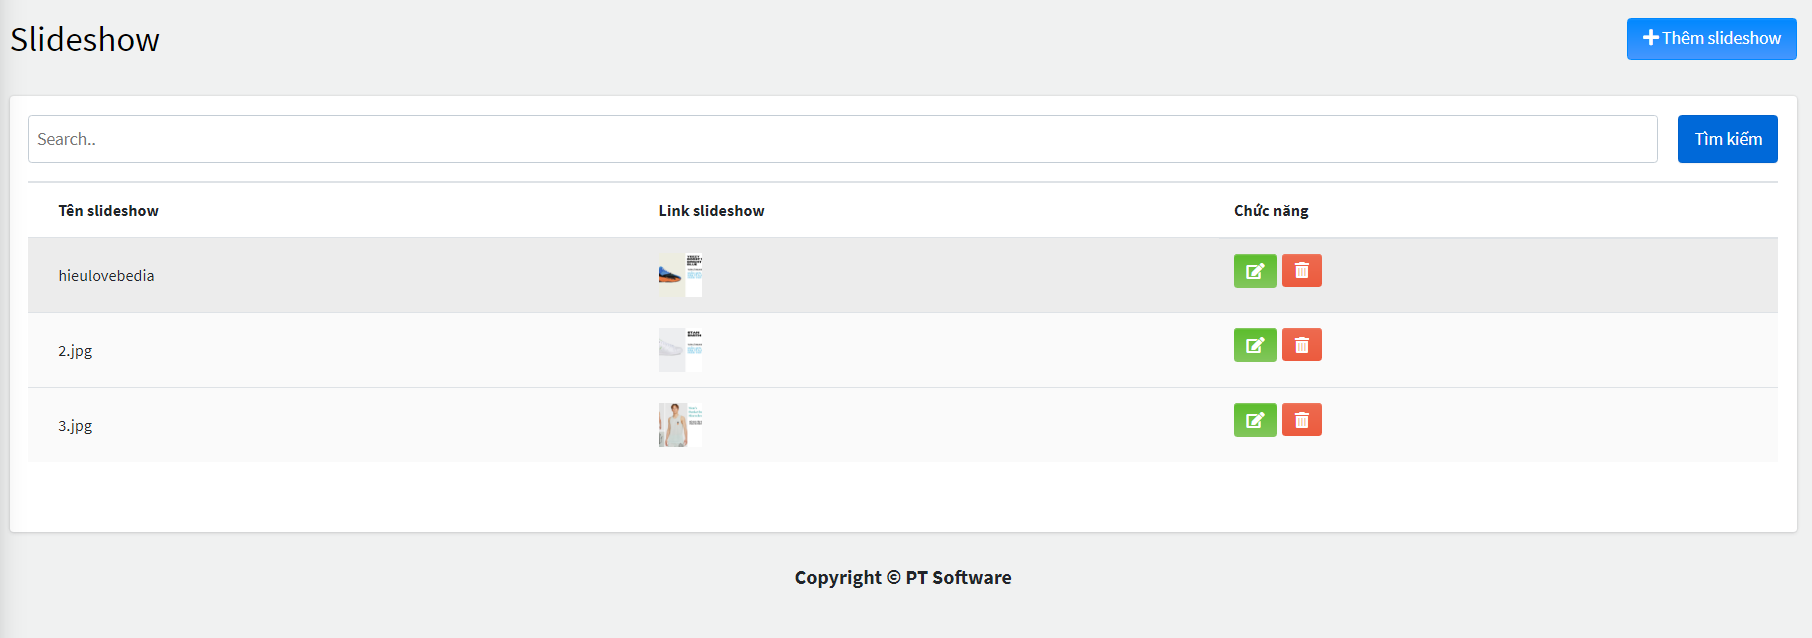 Slideshow
Thêm slideshow
Search..
Tìm kiếm
Tên slideshow Link slideshow Chức năng
hieulovebedia
2.jpg
3.jpg
Copyright © PT Software